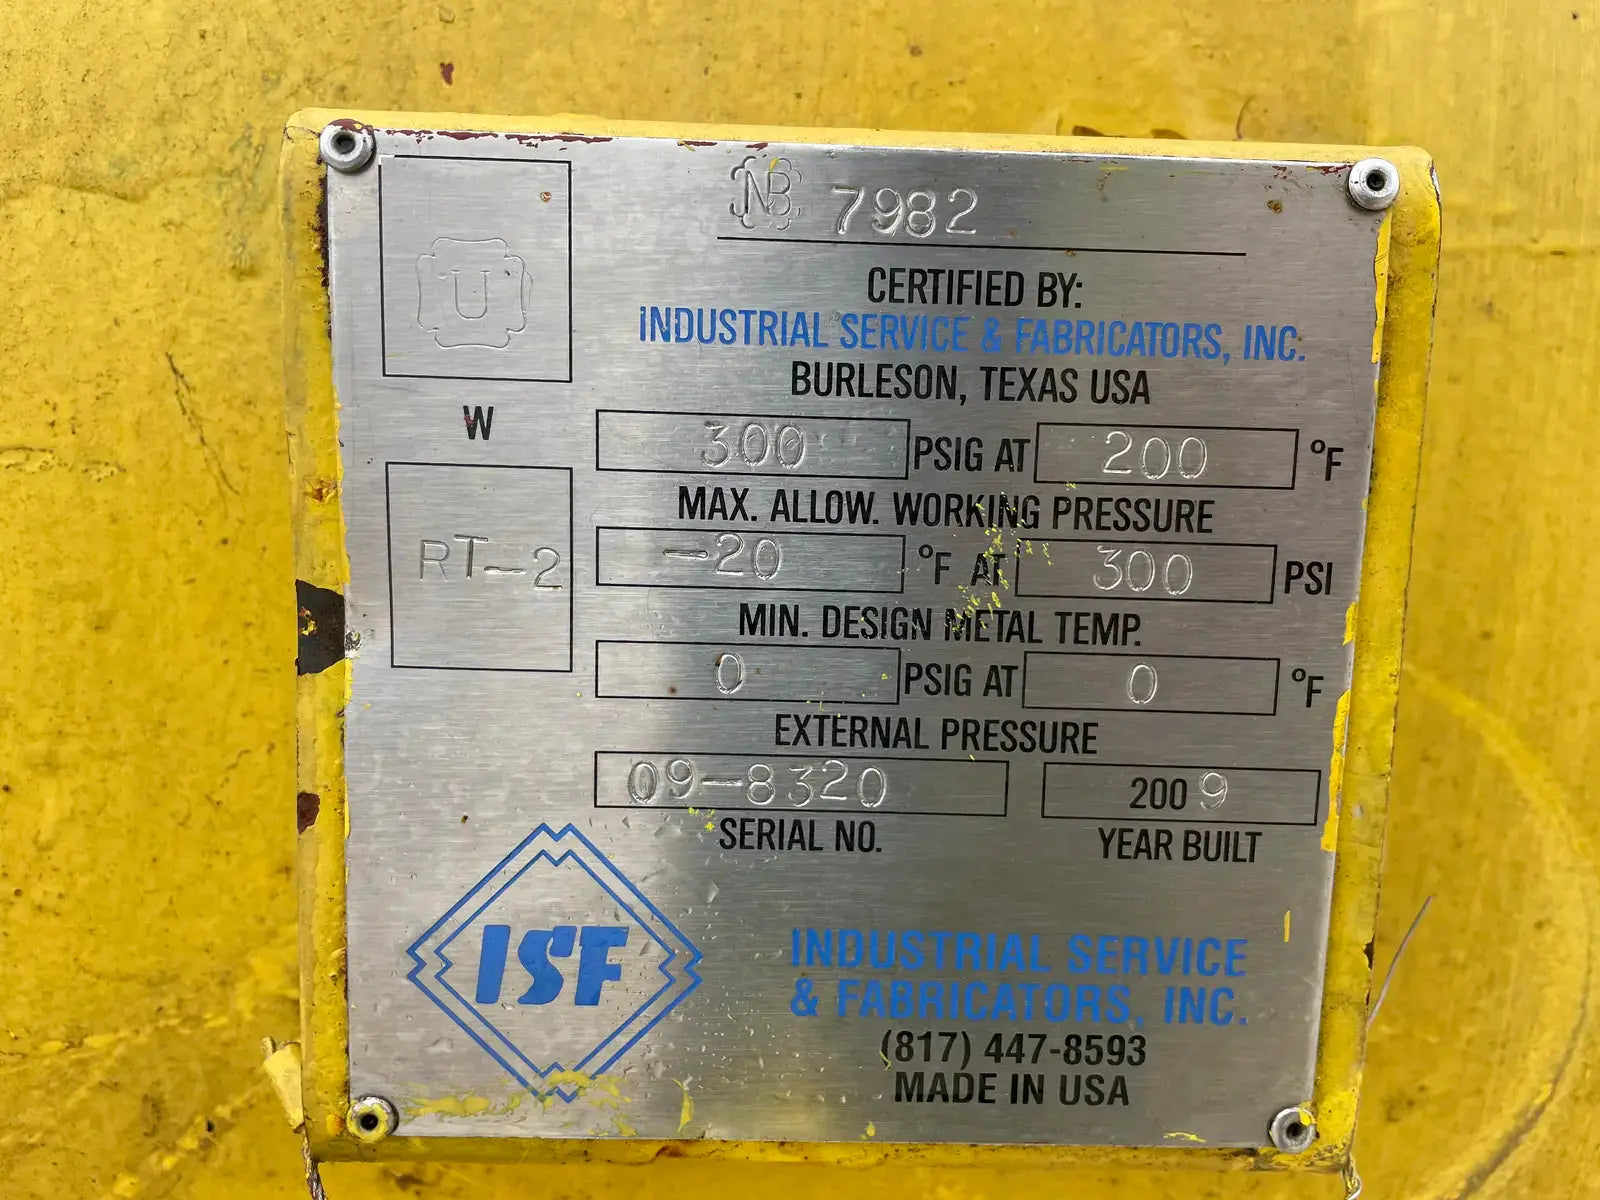 U
W
RT-2
NB 7982
CERTIFIED BY:
INDUSTRIAL SERVICE & FABRICATORS, INC.
BURLESON, TEXAS USA
300 PSIG AT 200 °F
MAX. ALLOW. WORKING PRESSURE
-20 °F AT 300 PSI
MIN. DESIGN METAL TEMP.
0 PSIG AT 0 °F
EXTERNAL PRESSURE
09-8320 2009
SERIAL NO. YEAR BUILT
ISF
INDUSTRIAL SERVICE
& FABRICATORS, INC.
(817) 447-8593
MADE IN USA